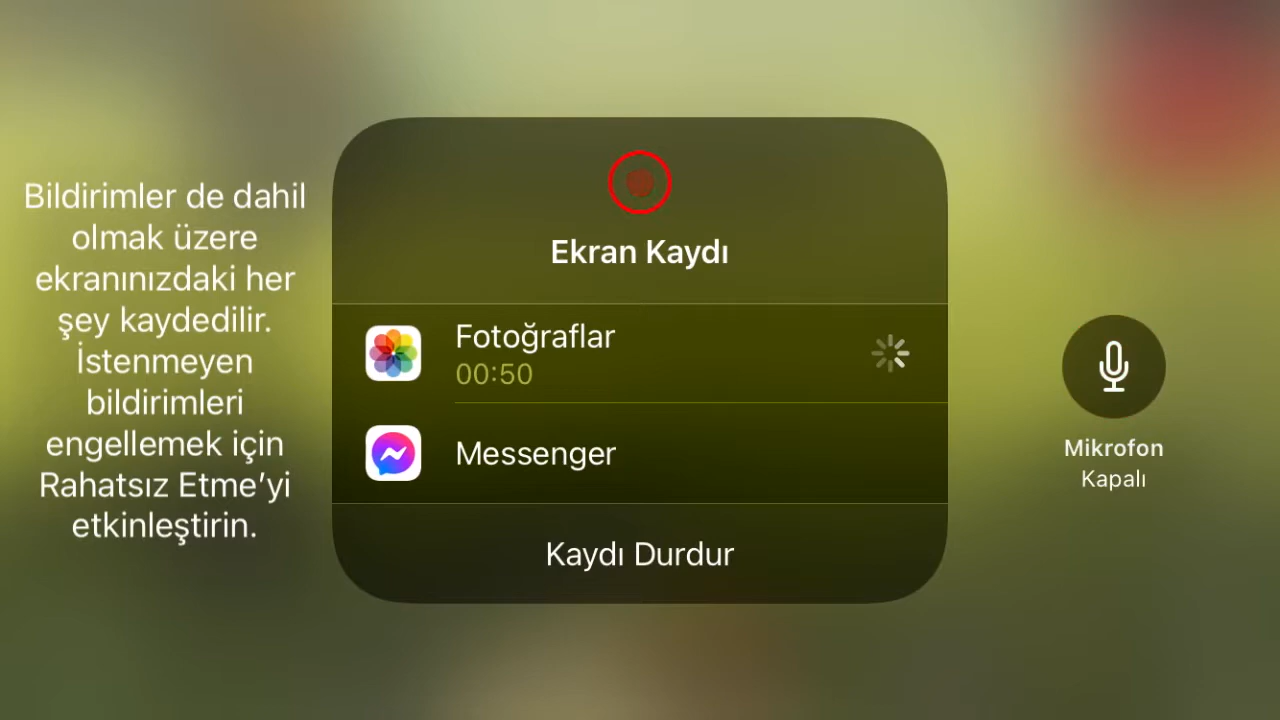 Bildirimler de dahil
olmak üzere
ekranınızdaki her
şey kaydedilir.
İstenmeyen
bildirimleri
engellemek için
Rahatsız Etme’yi
etkinleştirin.
Ekran Kaydı
Fotoğraflar
00:50
Messenger
Kaydı Durdur
Mikrofon
Kapalı